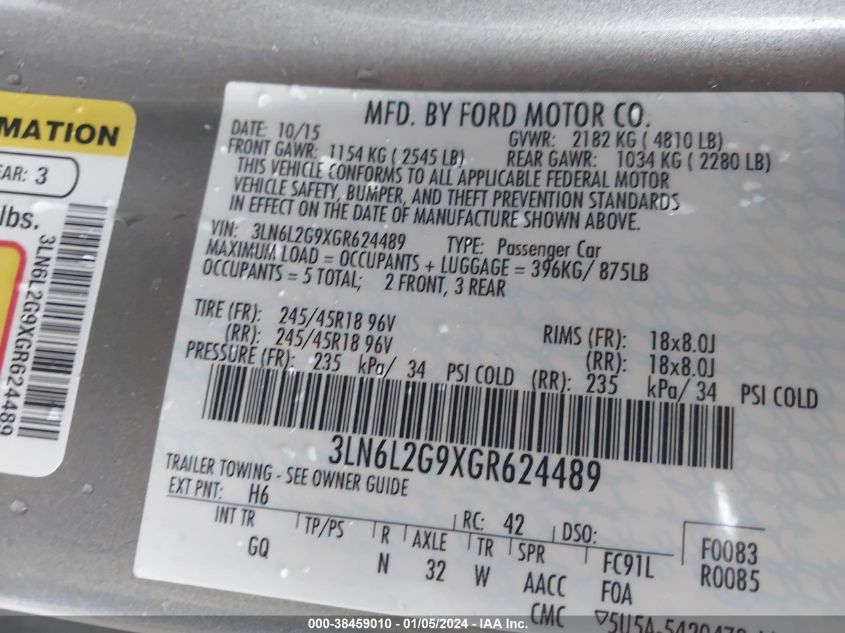 MATION
EAR: 3
lbs.
3LN6L2G9XGR624489
MFD. BY FORD MOTOR CO.
DATE: 10/15 GVWR: 2182 KG ( 4810 LB)
FRONT GAWR: 1154 KG ( 2545 LB) REAR GAWR: 1034 KG ( 2280 LB)
THIS VEHICLE CONFORMS TO ALL APPLICABLE FEDERAL MOTOR
VEHICLE SAFETY, BUMPER, AND THEFT PREVENTION STANDARDS
IN EFFECT ON THE DATE OF MANUFACTURE SHOWN ABOVE.
VIN: 3LN6L2G9XGR624489 TYPE: Passenger Car
MAXIMUM LOAD = OCCUPANTS + LUGGAGE = 396KG/ 875LB
OCCUPANTS = 5 TOTAL; 2 FRONT, 3 REAR
TIRE (FR): 245/45R18 96V RIMS (FR): 18x8.0J
(RR): 245/45R18 96V (RR): 18x8.0J
PRESSURE (FR): 235 kPa/ 34 PSI COLD (RR): 235 kPa/ 34 PSI COLD
3LN6L2G9XGR624489
TRAILER TOWING - SEE OWNER GUIDE
EXT PNT: H6 RC: 42 DSO: F0083
INT TR TP/PS R AXLE TR SPR FC91L R0085
GQ N 32 W AACC FOA
CMC
000-38459010 - 01/05/2024 - IAAI Inc.